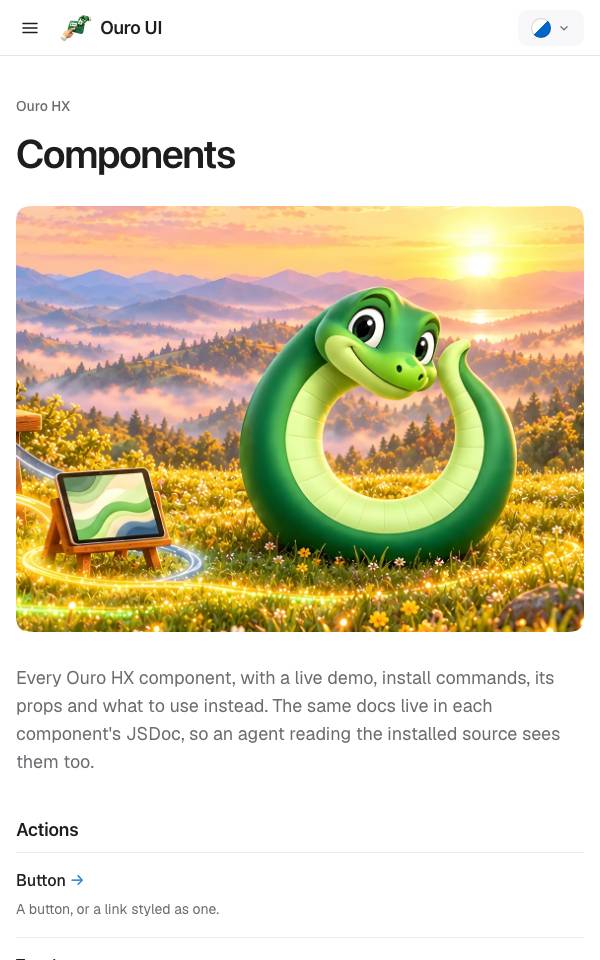 Ouro UI
Ouro HX
Components
Every Ouro HX component, with a live demo, install commands, its
props and what to use instead. The same docs live in each
component's JSDoc, so an agent reading the installed source sees
them too.
Actions
Button →
A button, or a link styled as one.